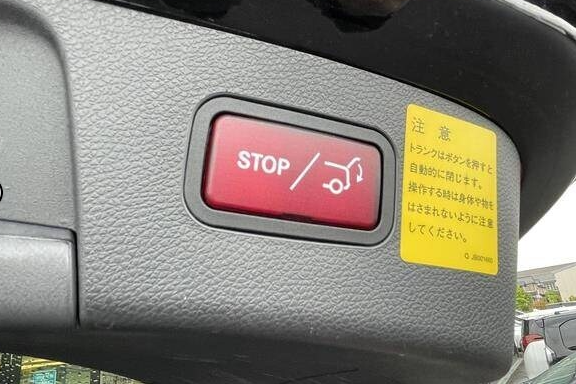 STOP /
注 意
トランクはボタンを押すと
自動的に閉じます。
操作する時は身体や物を
はさまれないように注意
してください。